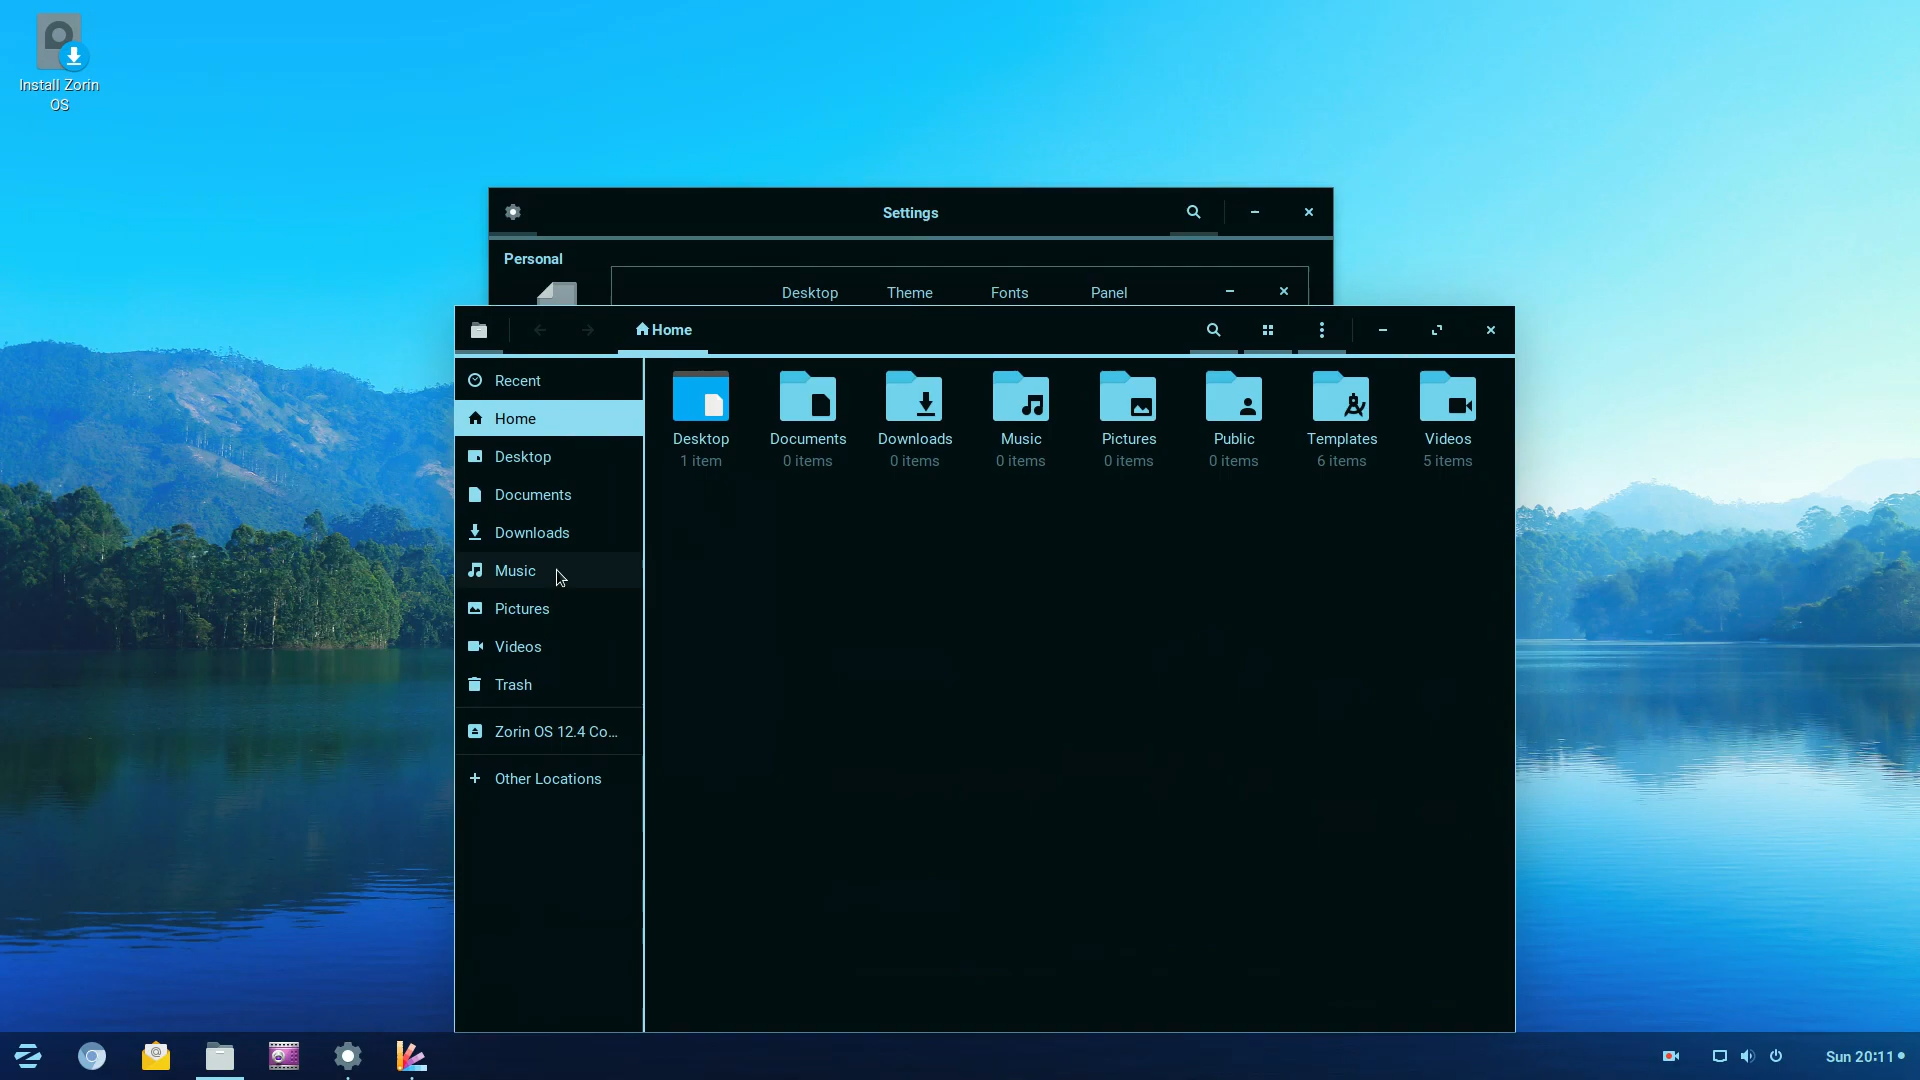 Install Zorin
OS
Settings
Personal
Desktop Theme Fonts Panel
Home
Recent
Home
Desktop
Documents
Downloads
Music
Pictures
Videos
Trash
Zorin OS 12.4 Co...
Other Locations
Desktop Documents Downloads Music Pictures Public Templates Videos
1 item 0 items 0 items 0 items 0 items 0 items 6 items 5 items
Sun 20:11